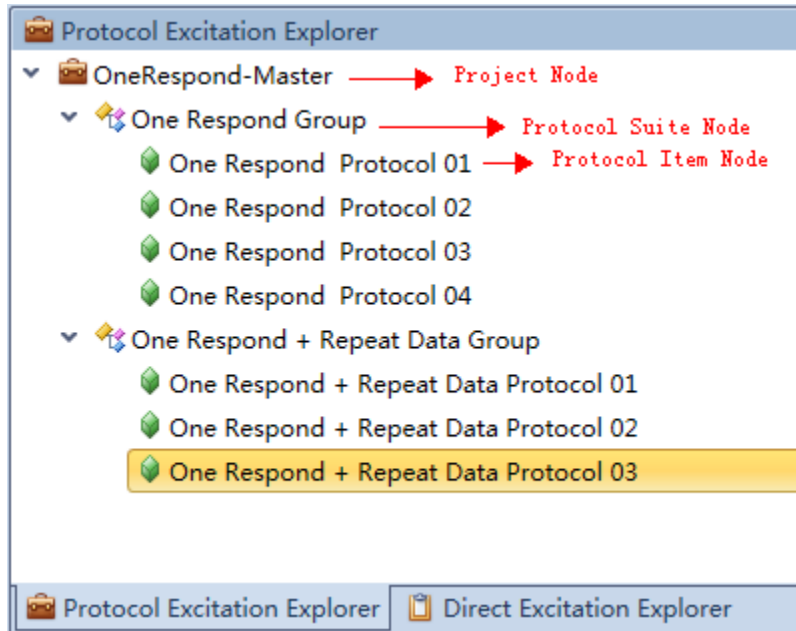 Protocol Excitation Explorer
OneRespond-Master Project Node
One Respond Group Protocol Suite Node
One Respond  Protocol 01 Protocol Item Node
One Respond  Protocol 02
One Respond  Protocol 03
One Respond  Protocol 04
One Respond + Repeat Data Group
One Respond + Repeat Data Protocol 01
One Respond + Repeat Data Protocol 02
One Respond + Repeat Data Protocol 03
Protocol Excitation Explorer Direct Excitation Explorer